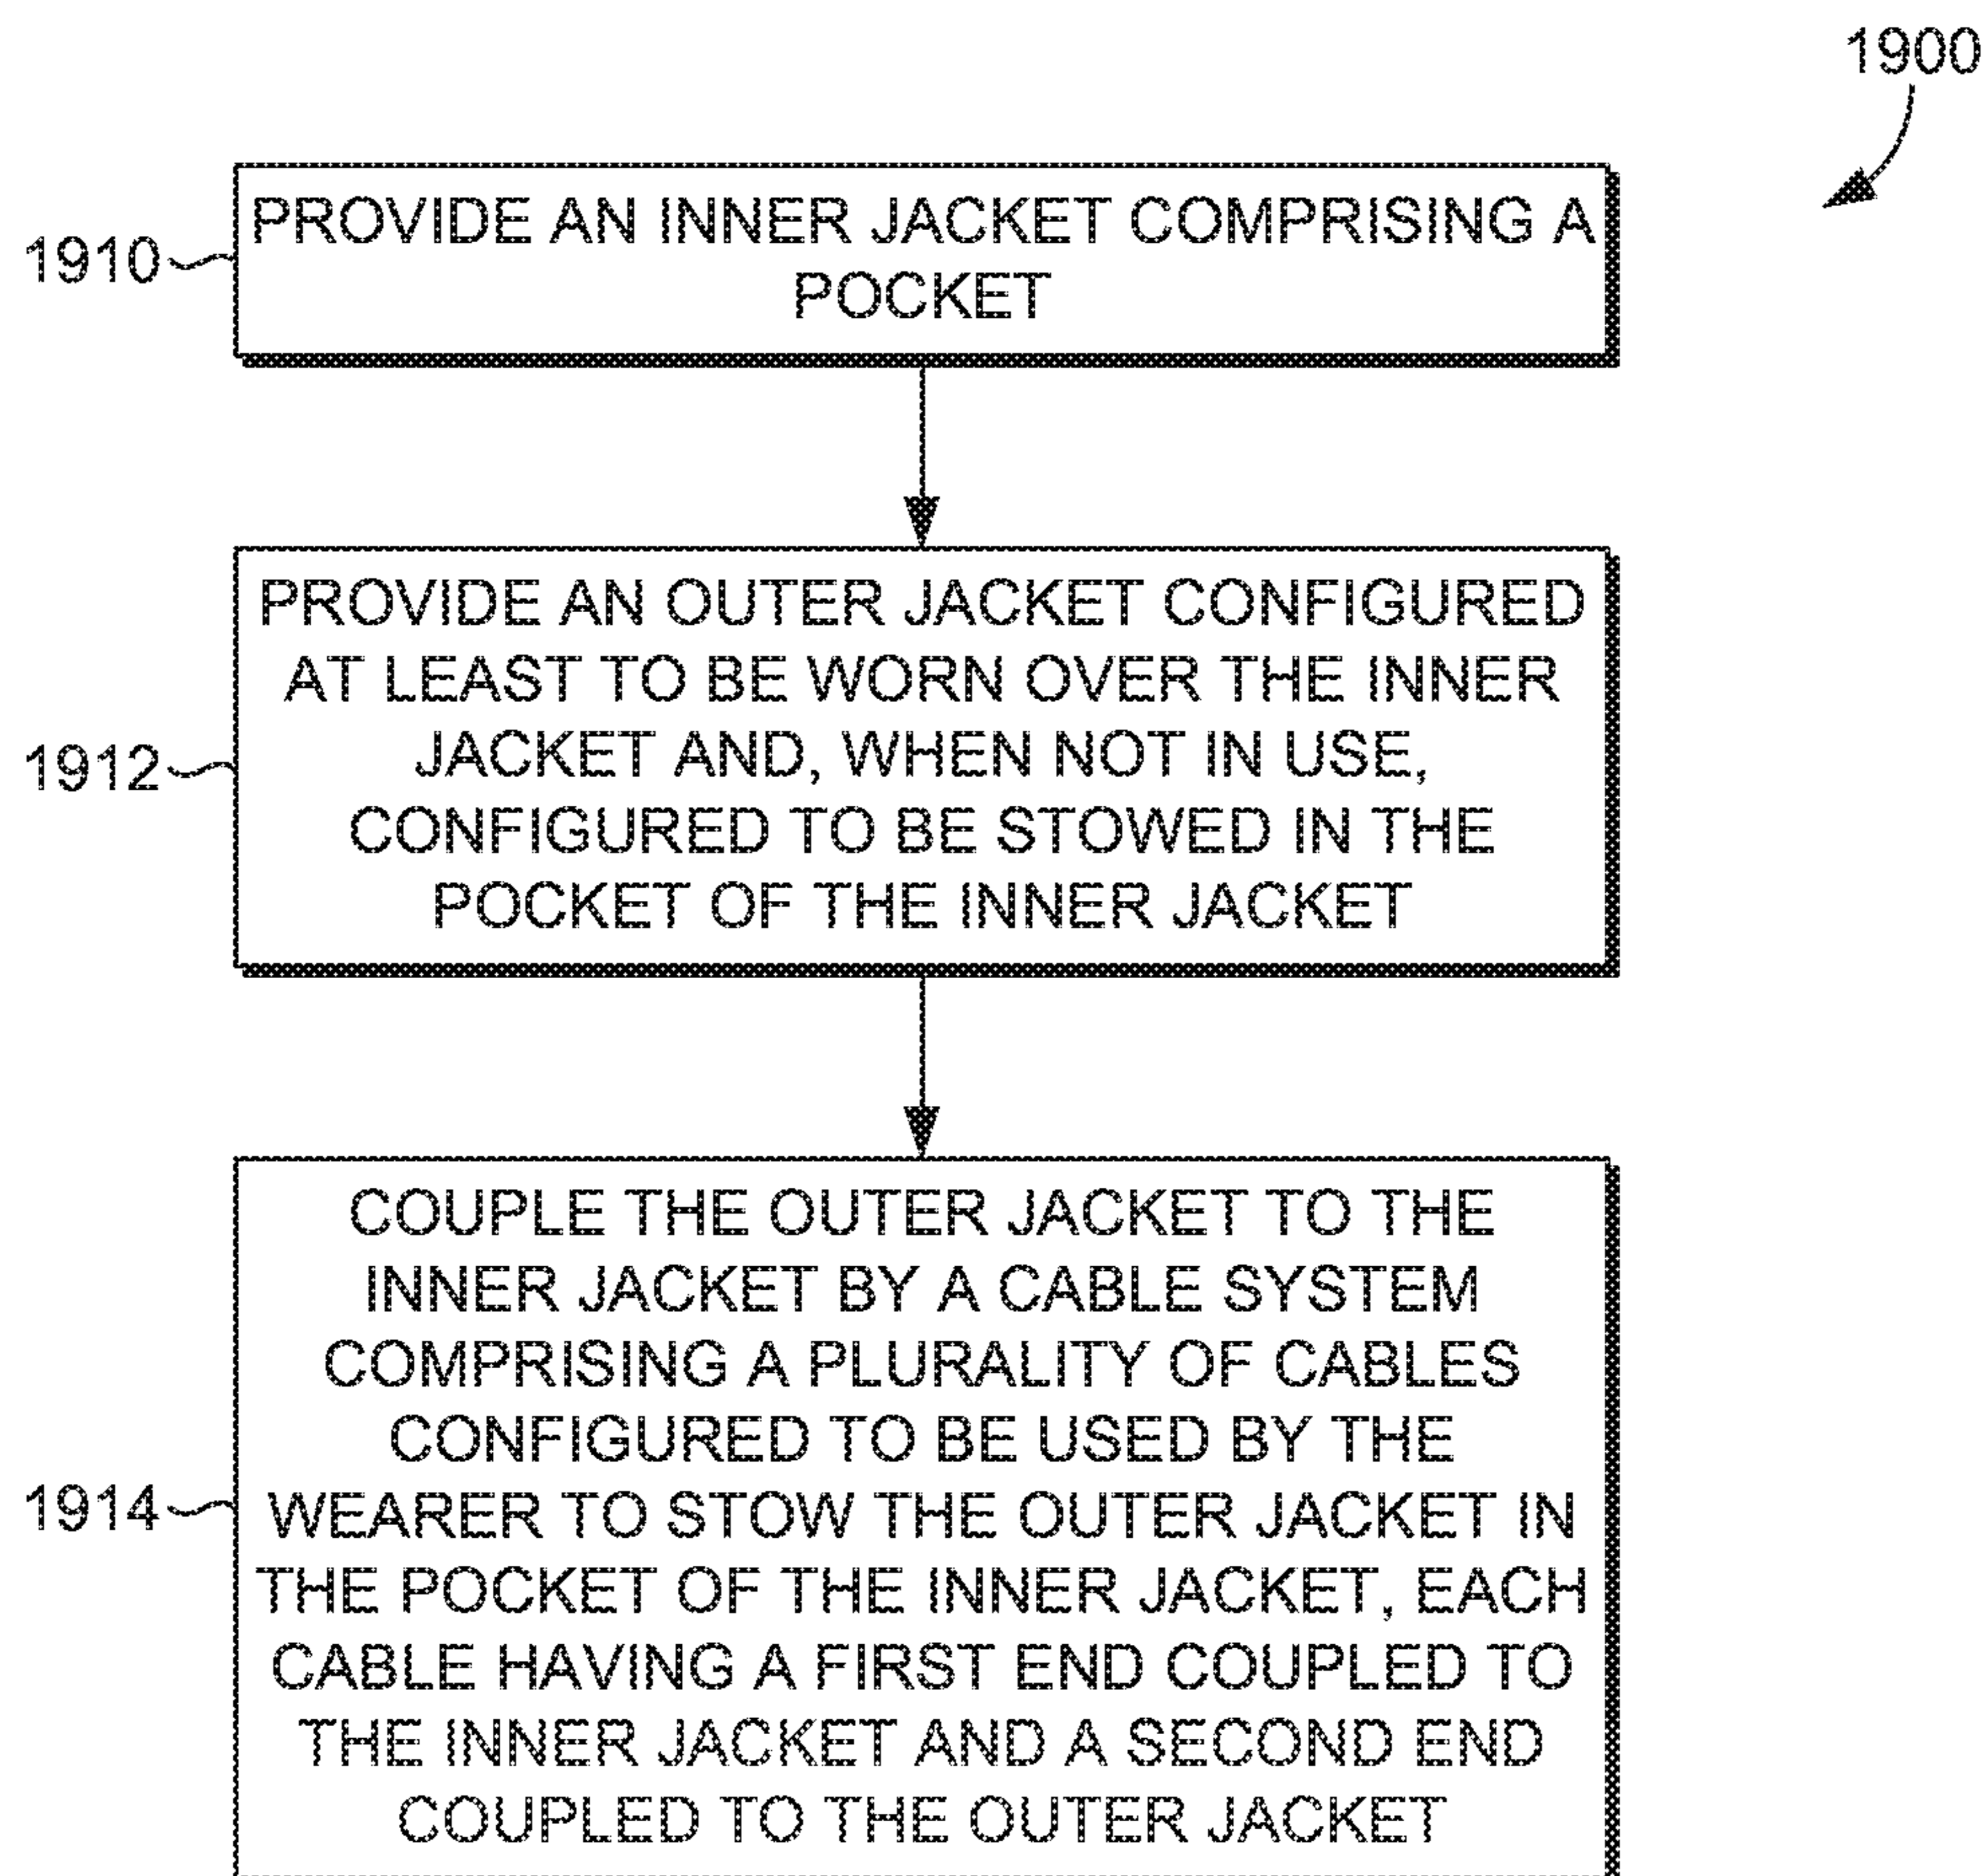 1900
1910
PROVIDE AN INNER JACKET COMPRISING A
POCKET
1912
PROVIDE AN OUTER JACKET CONFIGURED
AT LEAST TO BE WORN OVER THE INNER
JACKET AND, WHEN NOT IN USE,
CONFIGURED TO BE STOWED IN THE
POCKET OF THE INNER JACKET
1914
COUPLE THE OUTER JACKET TO THE
INNER JACKET BY A CABLE SYSTEM
COMPRISING A PLURALITY OF CABLES
CONFIGURED TO BE USED BY THE
WEARER TO STOW THE OUTER JACKET IN
THE POCKET OF THE INNER JACKET, EACH
CABLE HAVING A FIRST END COUPLED TO
THE INNER JACKET AND A SECOND END
COUPLED TO THE OUTER JACKET